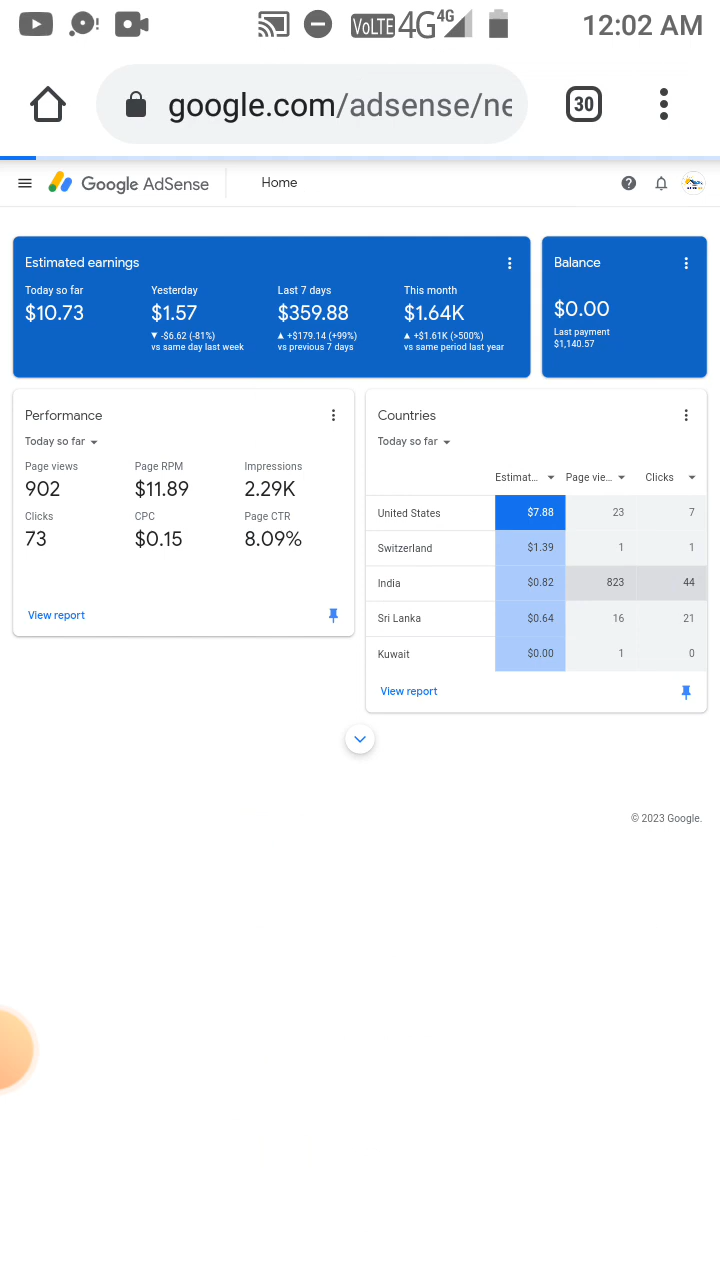 VoLTE 4G 4G 12:02 AM
google.com/adsense/ne
30
Google AdSense Home
Estimated earnings
Today so far Yesterday Last 7 days This month
$10.73 $1.57 $359.88 $1.64K
▼ -$6.62 (-81%) ▲ +$179.14 (+99%) ▲ +$1.61K (>500%)
vs same day last week vs previous 7 days vs same period last year
Balance
$0.00
Last payment
$1,140.57
Performance
Today so far
Page views Page RPM Impressions
902 $11.89 2.29K
Clicks CPC Page CTR
73 $0.15 8.09%
View report
Countries
Today so far
Estimat... Page vie... Clicks
United States $7.88 23 7
Switzerland $1.39 1 1
India $0.82 823 44
Sri Lanka $0.64 16 21
Kuwait $0.00 1 0
View report
© 2023 Google.